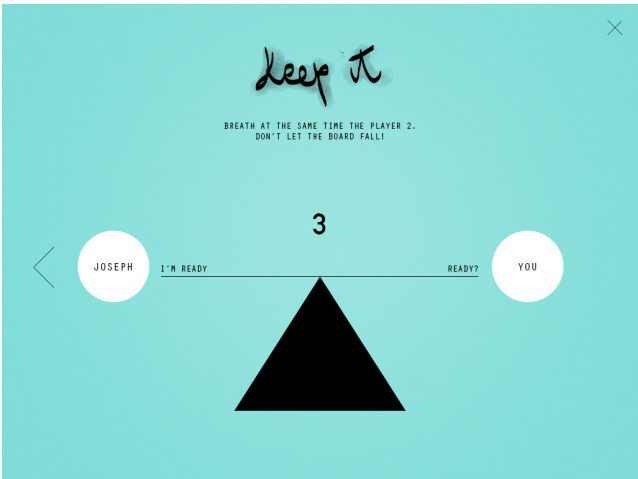 Keep it
BREATH AT THE SAME TIME THE PLAYER 2.
DON'T LET THE BOARD FALL!
3
JOSEPH
I'M READY
READY?
YOU